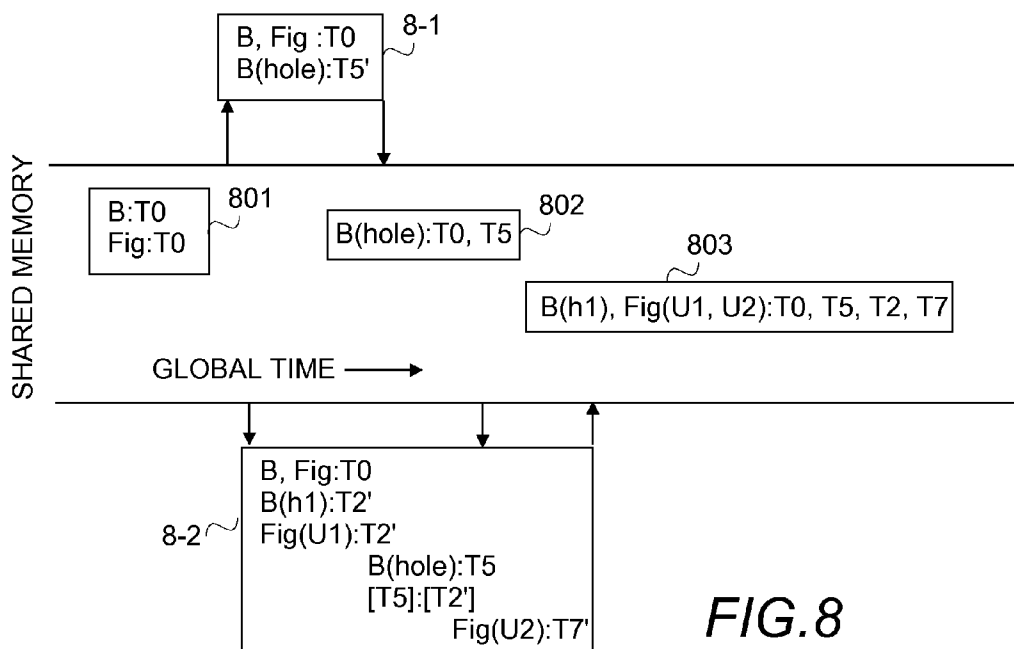 B, Fig :T0
B(hole):T5'
8-1
SHARED MEMORY
B:T0
Fig:T0
801
B(hole):T0, T5
802
803
B(h1), Fig(U1, U2):T0, T5, T2, T7
GLOBAL TIME
8-2
B, Fig:T0
B(h1):T2'
Fig(U1):T2'
B(hole):T5
[T5]:[T2']
Fig(U2):T7'
FIG.8